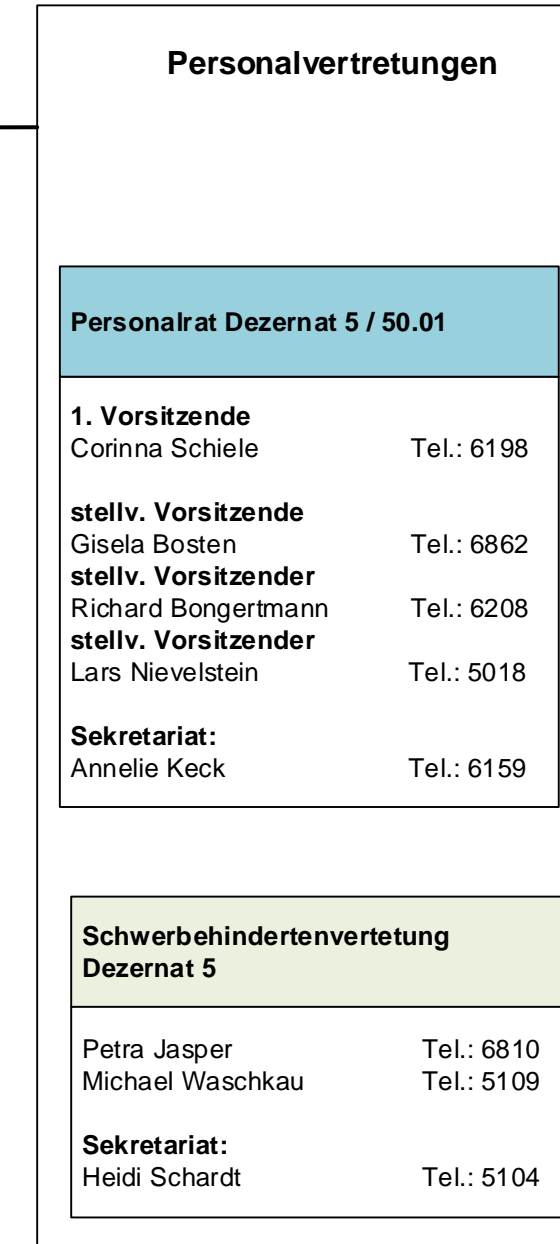 Personalvertretungen
Personalrat Dezernat 5 / 50.01
1. Vorsitzende
Corinna Schiele Tel.: 6198
stellv. Vorsitzende
Gisela Bosten Tel.: 6862
stellv. Vorsitzender
Richard Bongertmann Tel.: 6208
stellv. Vorsitzender
Lars Nievelstein Tel.: 5018
Sekretariat:
Annelie Keck Tel.: 6159
Schwerbehindertenvertetung
Dezernat 5
Petra Jasper Tel.: 6810
Michael Waschkau Tel.: 5109
Sekretariat:
Heidi Schardt Tel.: 5104